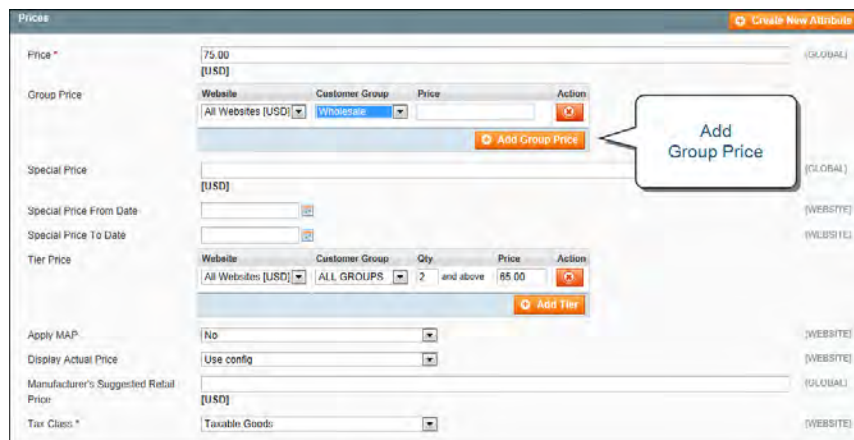 Prices
Create New Attribute
Price *
75.00
[GLOBAL]
[USD]
Group Price
Website Customer Group Price Action
All Websites [USD] Wholesale
Add Group Price
Add
Group Price
Special Price
[GLOBAL]
[USD]
Special Price From Date
[WEBSITE]
Special Price To Date
[WEBSITE]
Tier Price
Website Customer Group Qty Price Action
All Websites [USD] ALL GROUPS 2 and above 65.00
Add Tier
Apply MAP
No
[WEBSITE]
Display Actual Price
Use config
[WEBSITE]
Manufacturer's Suggested Retail
Price
[GLOBAL]
[USD]
Tax Class *
Taxable Goods
[WEBSITE]